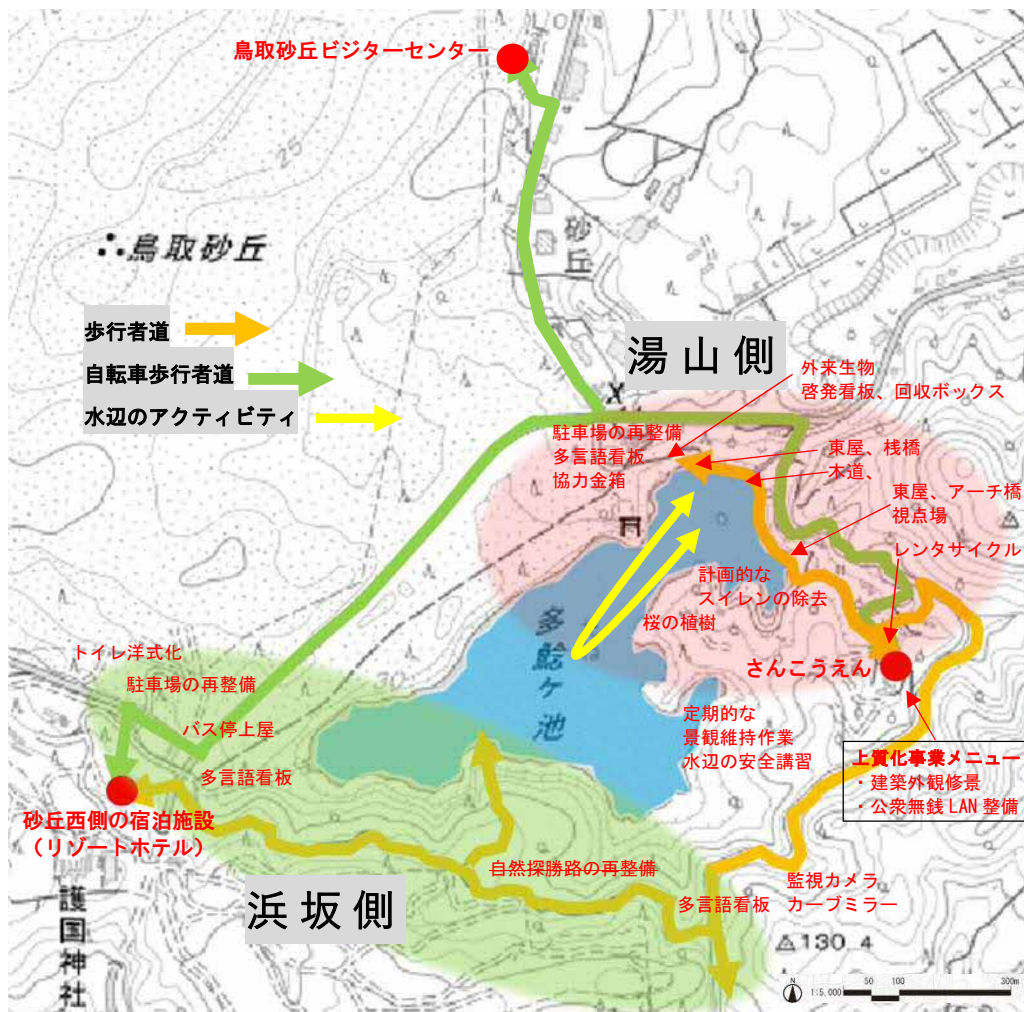 鳥取砂丘ビジターセンター
25
鳥取砂丘
砂丘
歩行者道
自転車歩行者道
水辺のアクティビティ
湯山側
外来生物
啓発看板、回収ボックス
駐車場の再整備
多言語看板
協力金箱
東屋、桟橋
木道、
東屋、アーチ橋
視点場
レンタサイクル
計画的な
スイレンの除去
桜の植樹
多鯰ヶ池
さんこうえん
トイレ洋式化
駐車場の再整備
バス停上屋
多言語看板
30
定期的な
景観維持作業
水辺の安全講習
上質化事業メニュー
・建築外観修景
・公衆無銭 LAN 整備
砂丘西側の宿泊施設
(リゾートホテル)
自然探勝路の再整備
浜坂側
護国神社
多言語看板
監視カメラ
カーブミラー
130 4
N
1:5,000
50
100
300m